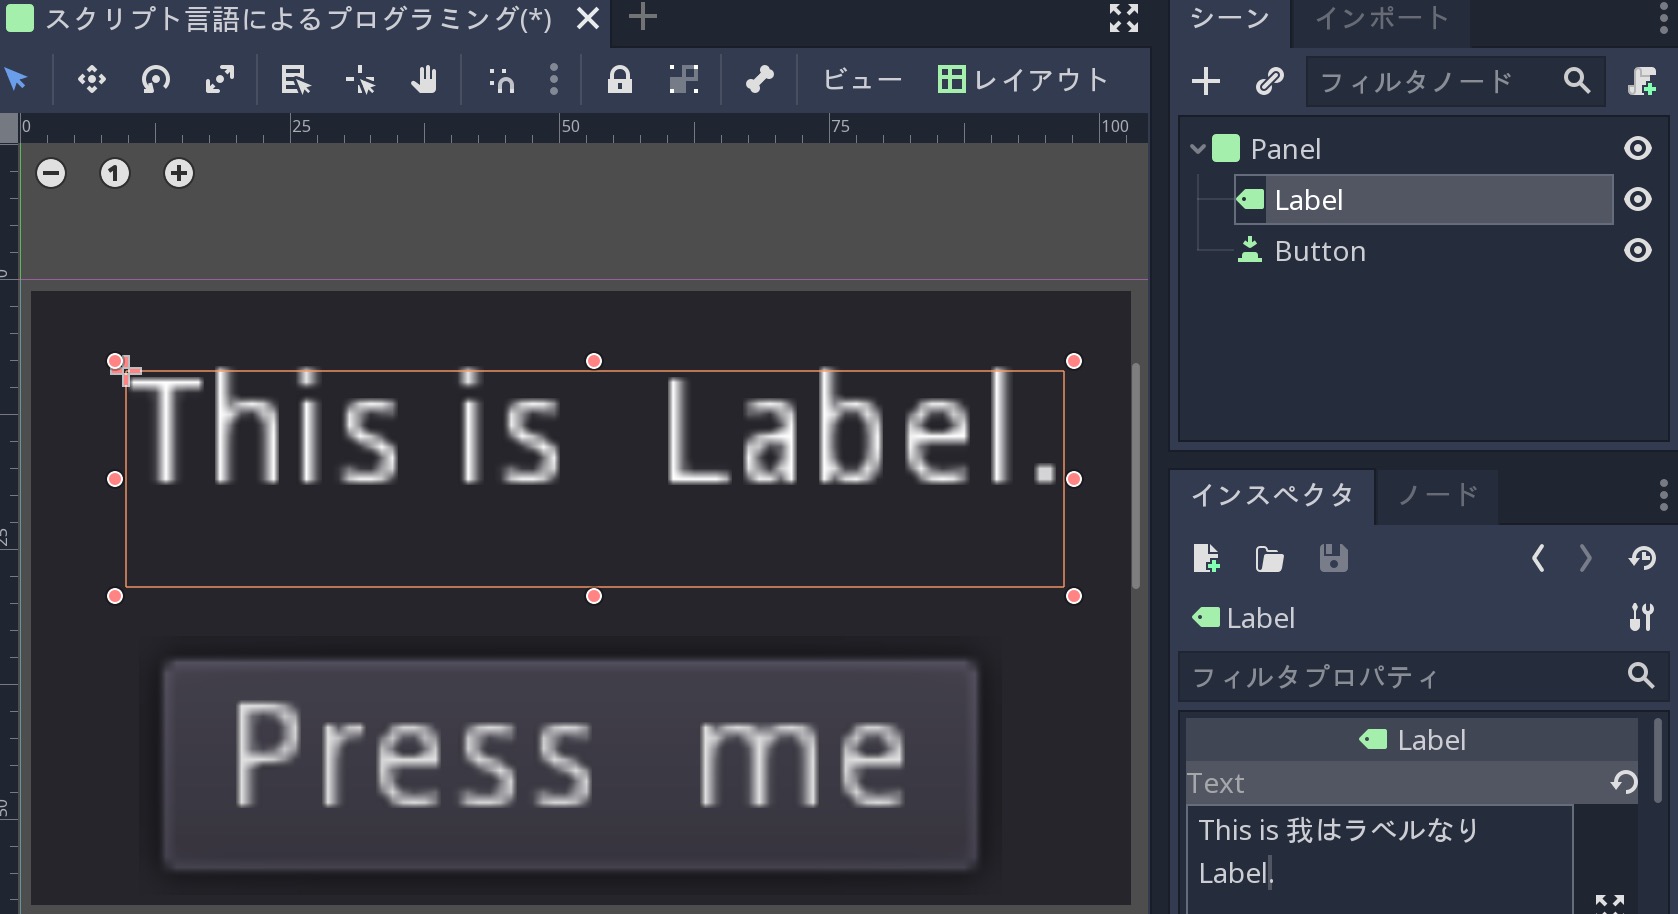 スクリプト言語によるプログラミング(*)
ビュー レイアウト
0 25 50 75 100
1
0
25
50
This is Label.
Press me
シーン インポート
フィルタノード
Panel
Label
Button
インスペクタ ノード
Label
フィルタプロパティ
Label
Text
This is 我はラベルなり
Label.